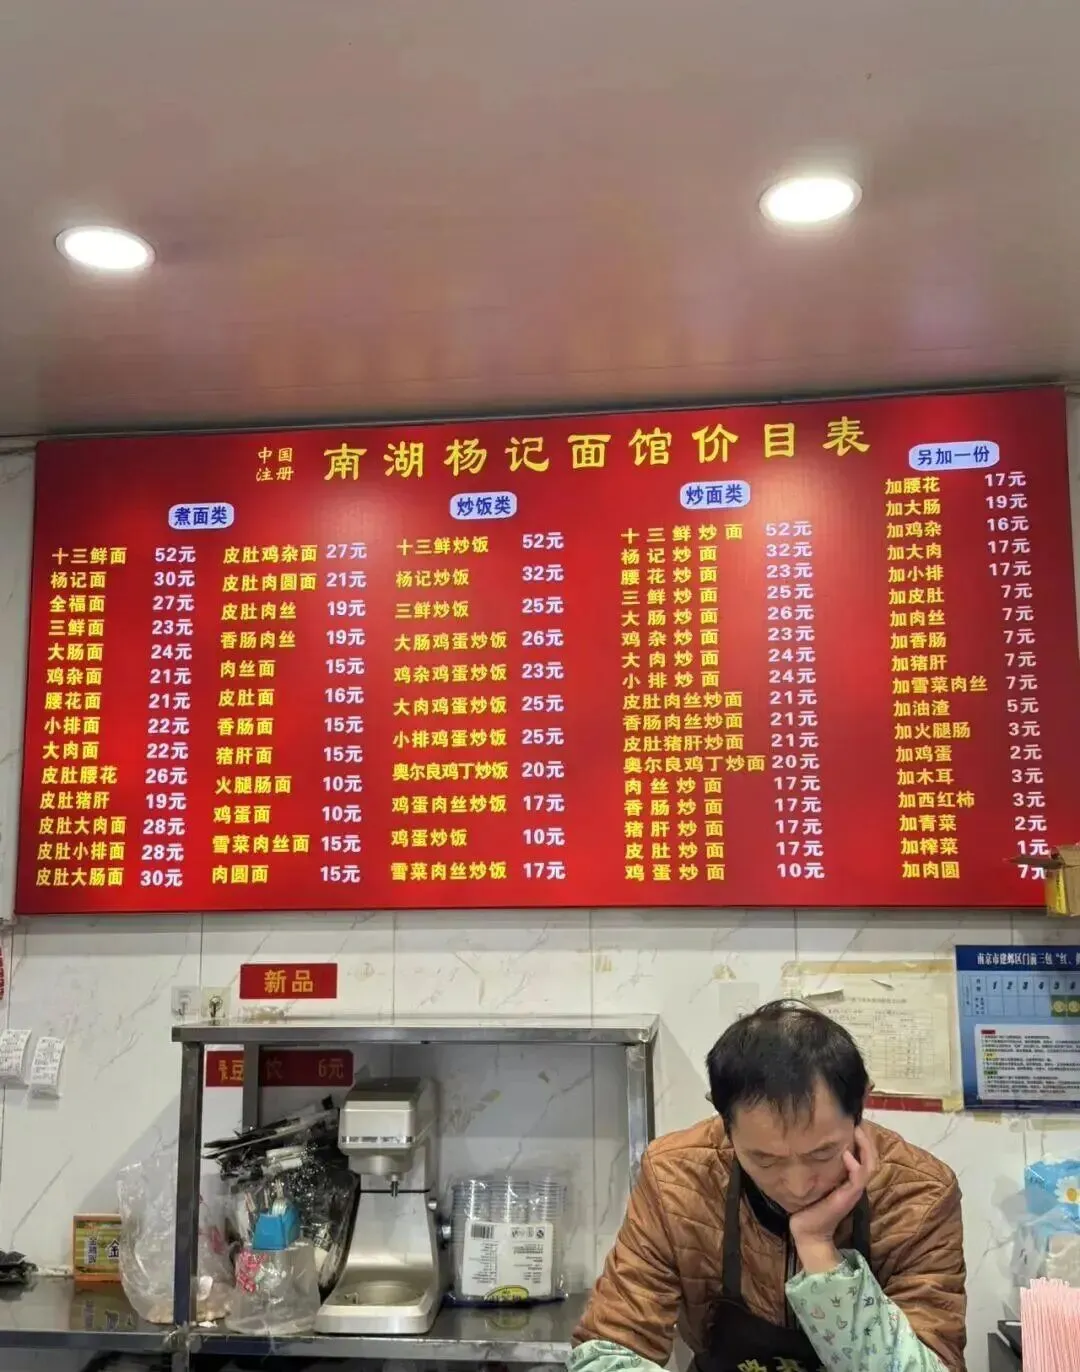 中国
注册
南湖杨记面馆价目表
煮面类
十三鲜面 52元
杨记面 30元
全福面 27元
三鲜面 23元
大肠面 24元
鸡杂面 21元
腰花面 21元
小排面 22元
大肉面 22元
皮肚腰花 26元
皮肚猪肝 19元
皮肚大肉面 28元
皮肚小排面 28元
皮肚大肠面 30元
皮肚鸡杂面 27元
皮肚肉圆面 21元
皮肚肉丝 19元
香肠肉丝 19元
肉丝面 15元
皮肚面 16元
香肠面 15元
猪肝面 15元
火腿肠面 10元
鸡蛋面 10元
雪菜肉丝面 15元
肉圆面 15元
炒饭类
十三鲜炒饭 52元
杨记炒饭 32元
三鲜炒饭 25元
大肠鸡蛋炒饭 26元
鸡杂鸡蛋炒饭 23元
大肉鸡蛋炒饭 25元
小排鸡蛋炒饭 25元
奥尔良鸡丁炒饭 20元
鸡蛋肉丝炒饭 17元
鸡蛋炒饭 10元
雪菜肉丝炒饭 17元
炒面类
十三鲜炒面 52元
杨记炒面 32元
腰花炒面 23元
三鲜炒面 25元
大肠炒面 26元
鸡杂炒面 23元
大肉炒面 24元
小排炒面 24元
皮肚肉丝炒面 21元
香肠肉丝炒面 21元
皮肚猪肝炒面 21元
奥尔良鸡丁炒面 20元
肉丝炒面 17元
香肠炒面 17元
猪肝炒面 17元
皮肚炒面 17元
鸡蛋炒面 10元
另加一份
加腰花 17元
加大肠 19元
加鸡杂 16元
加大肉 17元
加小排 17元
加皮肚 7元
加肉丝 7元
加香肠 7元
加猪肝 7元
加雪菜肉丝 7元
加油渣 5元
加火腿肠 3元
加鸡蛋 2元
加木耳 3元
加西红柿 3元
加青菜 2元
加榨菜 1元
加肉圆 7元
新品
豆 饮 6元
南京市建邺区门前三包
1 2 3 4 5 6